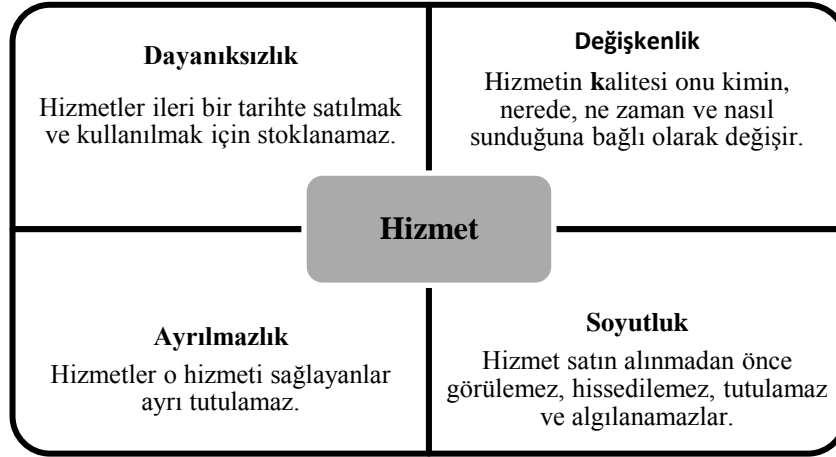 Dayanıksızlık
Hizmetler ileri bir tarihte satılmak
ve kullanılmak için stoklanamaz.
Değişkenlik
Hizmetin kalitesi onu kimin,
nerede, ne zaman ve nasıl
sunduğuna bağlı olarak değişir.
Hizmet
Ayrılmazlık
Hizmetler o hizmeti sağlayanlar
ayrı tutulamaz.
Soyutluk
Hizmet satın alınmadan önce
görülemez, hissedilemez, tutulamaz
ve algılanamazlar.